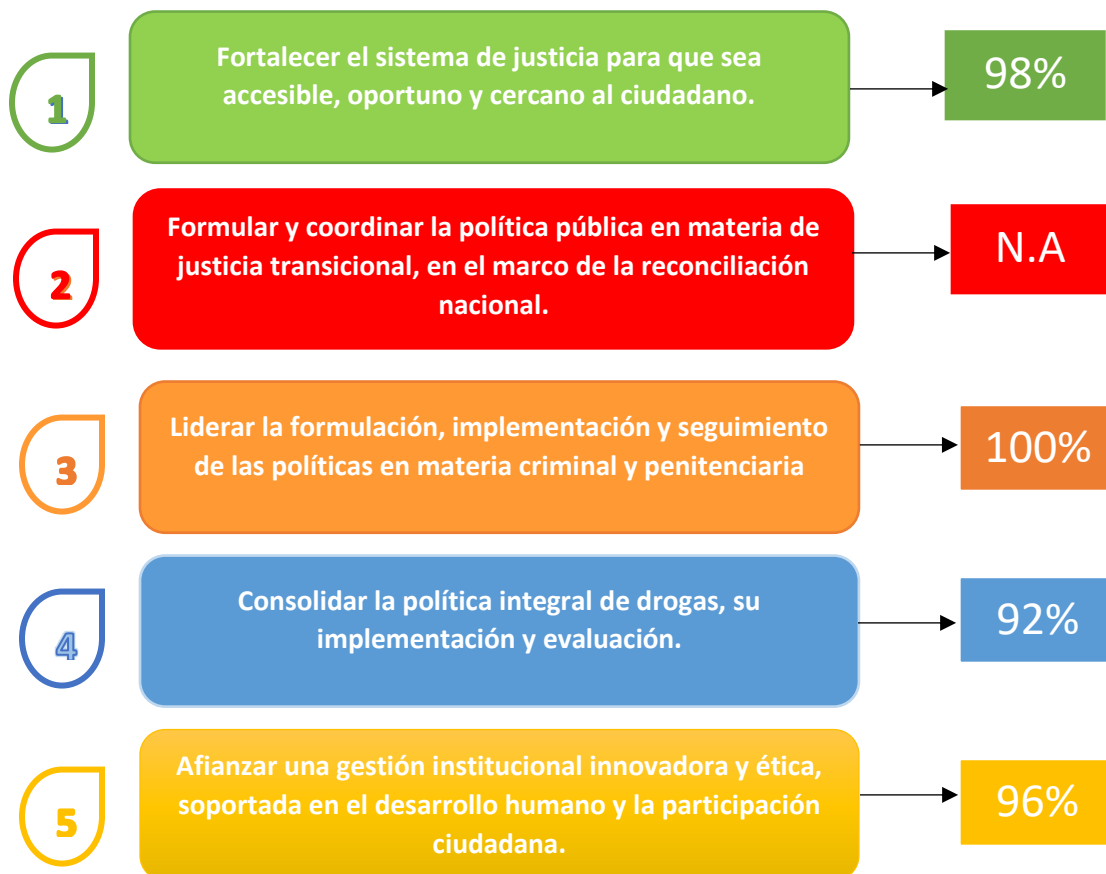 1
Fortalecer el sistema de justicia para que sea
accesible, oportuno y cercano al ciudadano.
98%
2
Formular y coordinar la política pública en materia de
justicia transicional, en el marco de la reconciliación
nacional.
N.A
3
Liderar la formulación, implementación y seguimiento
de las políticas en materia criminal y penitenciaria
100%
4
Consolidar la política integral de drogas, su
implementación y evaluación.
92%
5
Afianzar una gestión institucional innovadora y ética,
soportada en el desarrollo humano y la participación
ciudadana.
96%